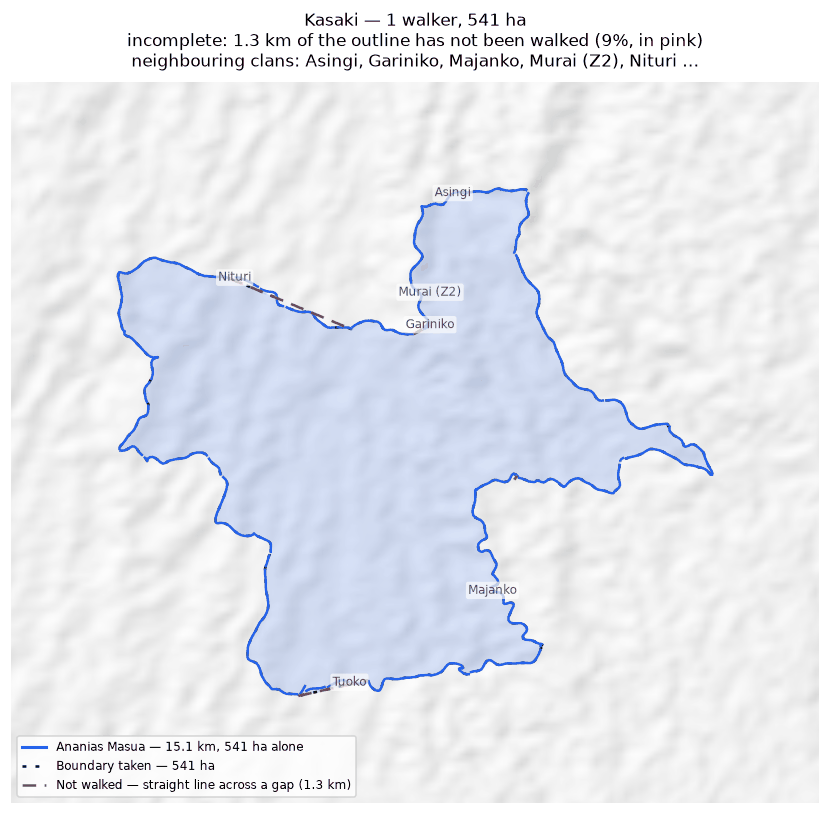 Kasaki — 1 walker, 541 ha
incomplete: 1.3 km of the outline has not been walked (9%, in pink)
neighbouring clans: Asingi, Gariniko, Majanko, Murai (Z2), Nituri ...
Asingi
Nituri
Murai (Z2)
Gariniko
Majanko
Tuoko
Ananias Masua — 15.1 km, 541 ha alone
Boundary taken — 541 ha
Not walked — straight line across a gap (1.3 km)